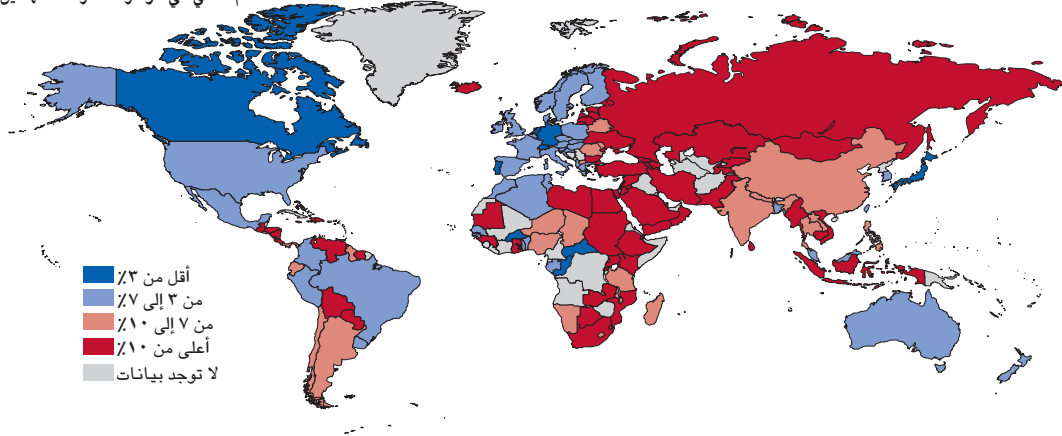 أقل من ٣٪
من ٣ إلى ٧٪
من ٧ إلى ١٠٪
أعلى من ١٠٪
لا توجد بيانات